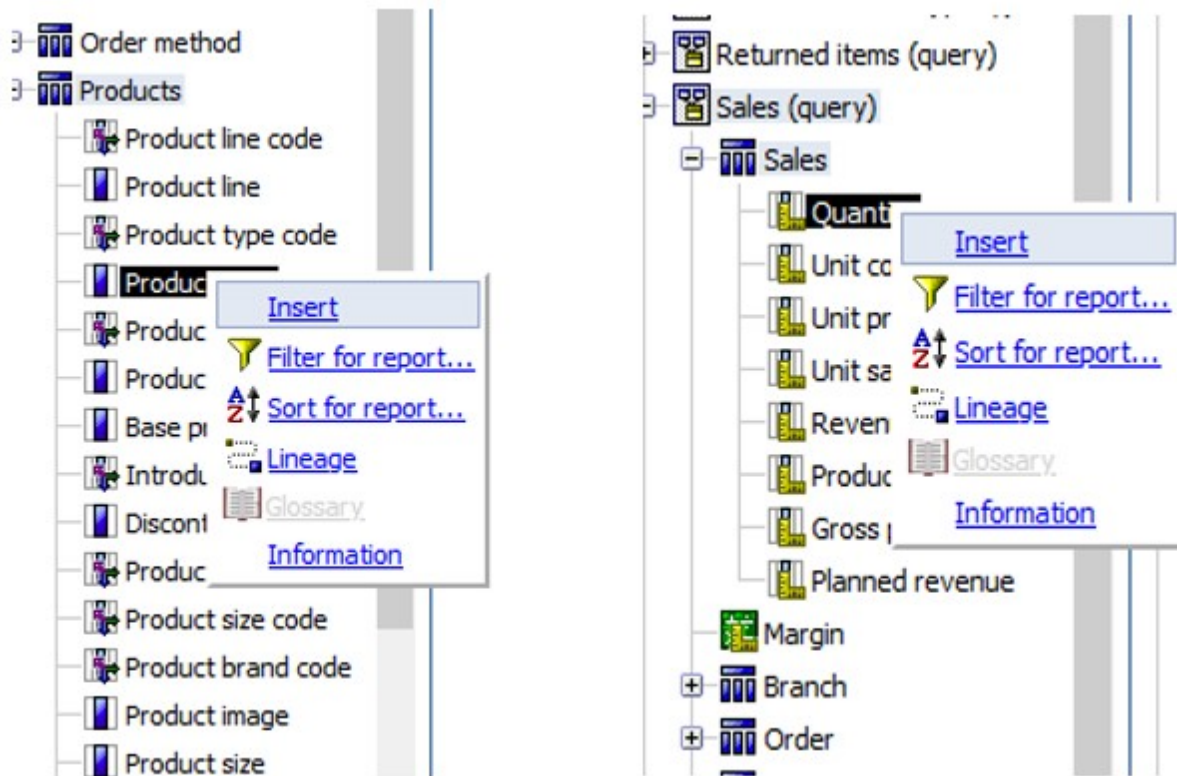 Order method
Products
Product line code
Product line
Product type code
Produc
Insert
Produc
Filter for report...
Produc
Sort for report...
Base
Lineage
Introdu
Glossary
Discont
Information
Produc
Product size code
Product brand code
Product image
Product size
Returned items (query)
Sales (query)
Sales
Quant
Insert
Unit co
Filter for report...
Unit pr
Sort for report...
Unit sa
Lineage
Reven
Glossary
Produc
Information
Gross
Planned revenue
Margin
Branch
Order